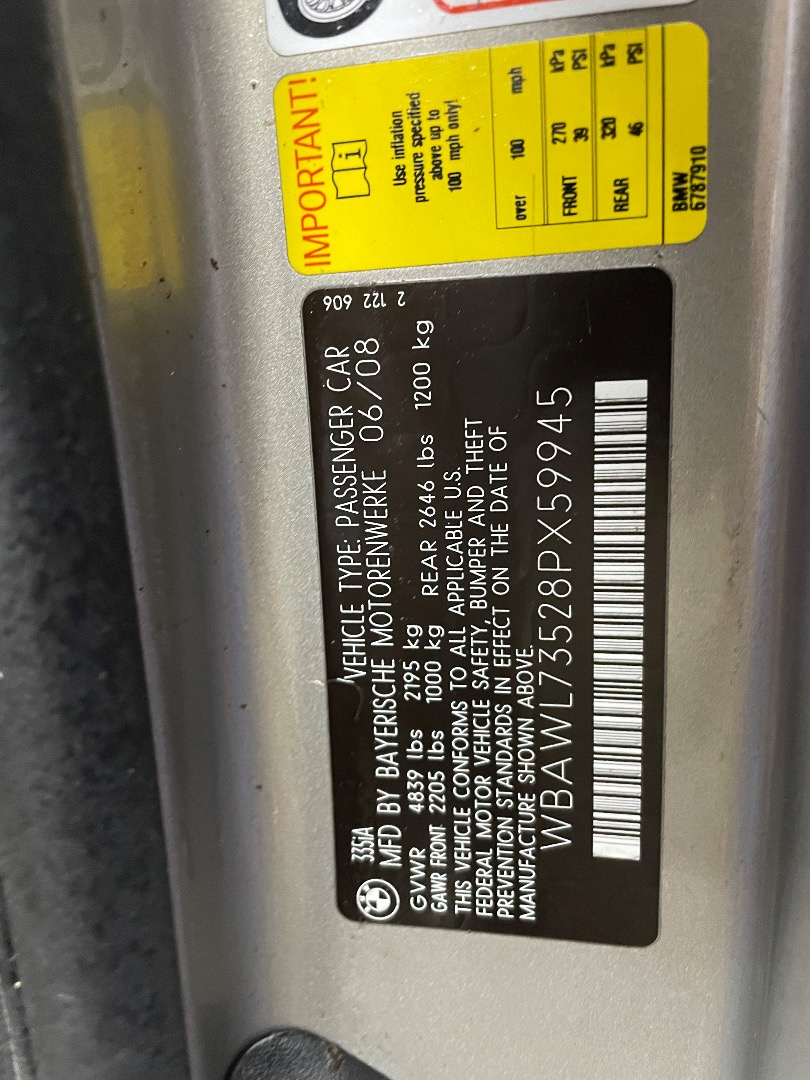 IMPORTANT!
i
Use inflation
pressure specified
above up to
100 mph only!
over 100 mph
FRONT 270 kPa
39 PSI
REAR 320 kPa
46 PSI
BMW
6787910
2 122 606
335iA VEHICLE TYPE: PASSENGER CAR
MFD BY BAYERISCHE MOTORENWERKE 06/08
GVWR 4839 lbs 2195 kg
GAWR FRONT 2205 lbs 1000 kg REAR 2646 lbs 1200 kg
THIS VEHICLE CONFORMS TO ALL APPLICABLE U.S.
FEDERAL MOTOR VEHICLE SAFETY, BUMPER AND THEFT
PREVENTION STANDARDS IN EFFECT ON THE DATE OF
MANUFACTURE SHOWN ABOVE.
WBAWL73528PX59945